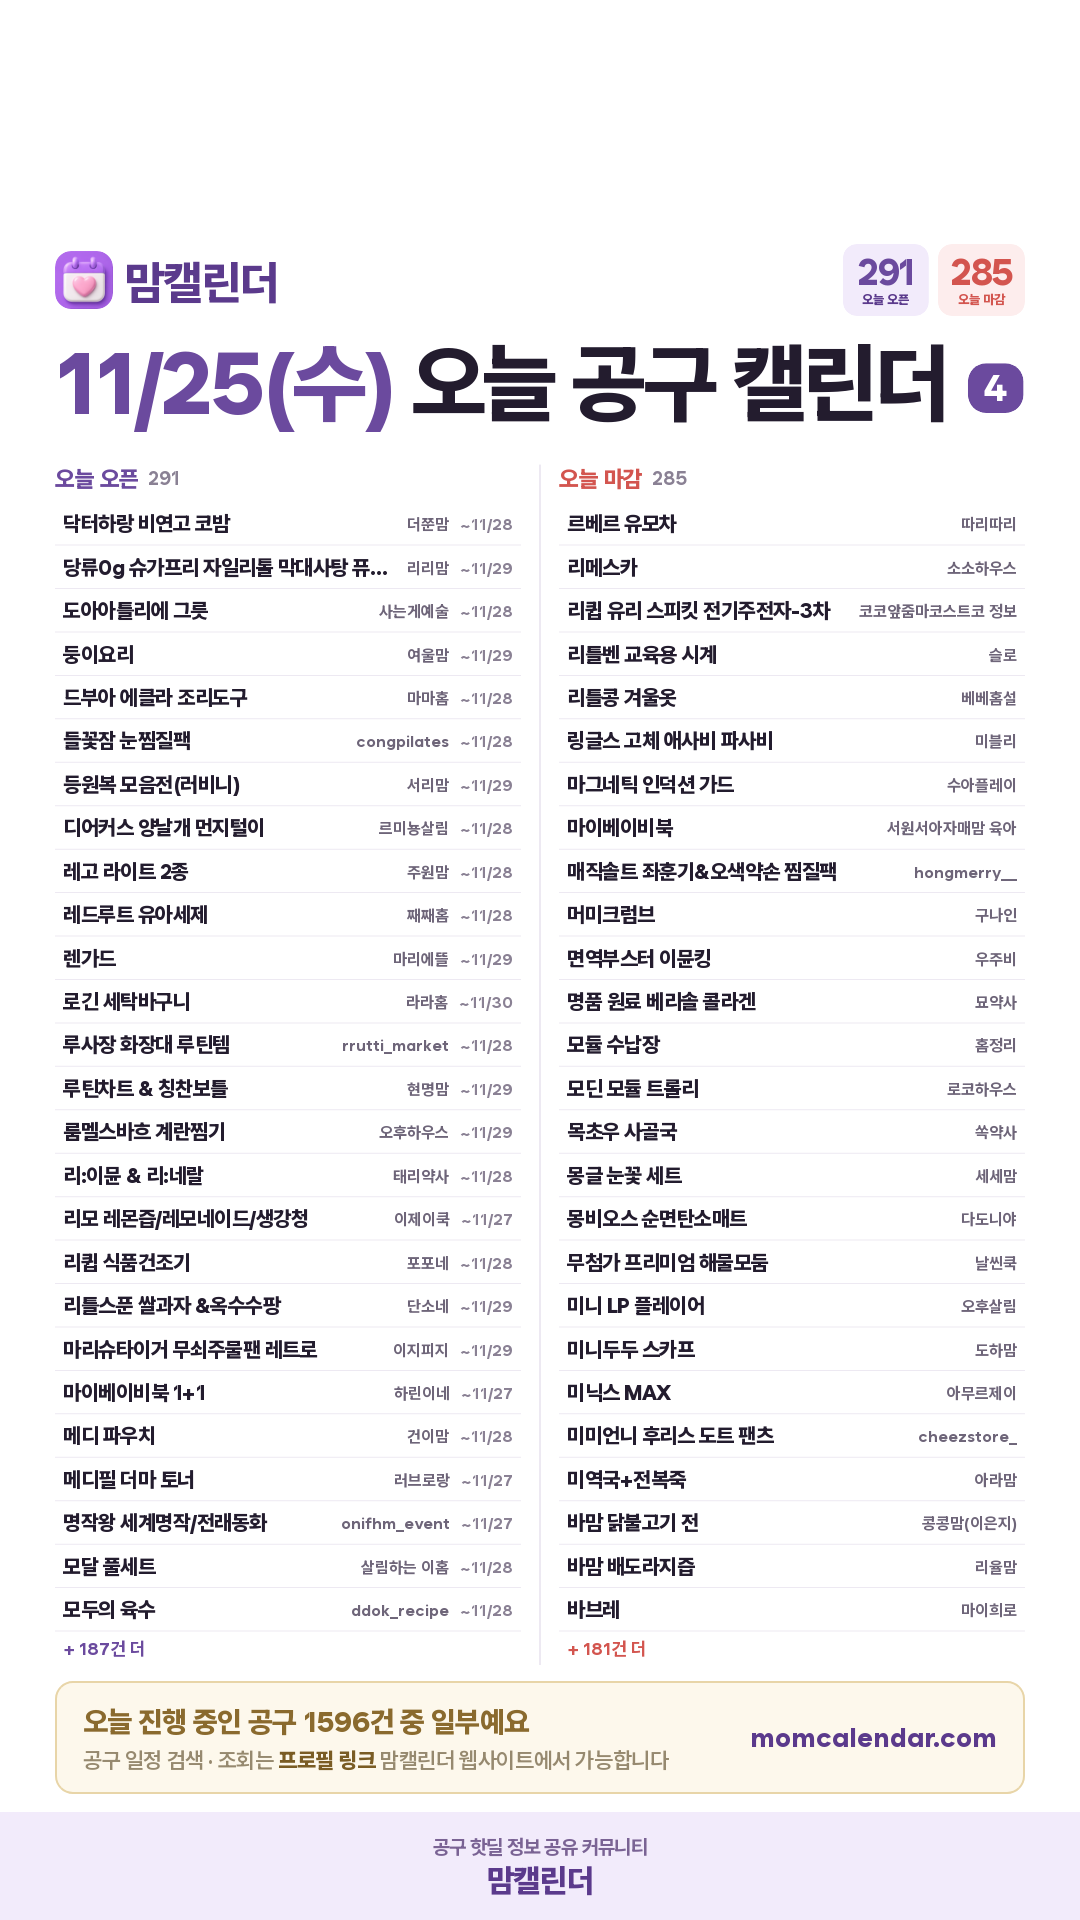 맘캘린더
291
오늘 오픈
285
오늘 마감
11/25(수) 오늘 공구 캘린더 4
오늘 오픈 291
닥터하랑 비연고 코밤 더쭌맘 ~11/28
당류0g 슈가프리 자일리톨 막대사탕 퓨... 리리맘 ~11/29
도아아틀리에 그릇 사는게예술 ~11/28
둥이요리 여울맘 ~11/29
드부아 에클라 조리도구 마마홈 ~11/28
들꽃잠 눈찜질팩 congpilates ~11/28
등원복 모음전(러비니) 서리맘 ~11/29
디어커스 양날개 먼지털이 르미뇽살림 ~11/28
레고 라이트 2종 주원맘 ~11/28
레드루트 유아세제 째째홈 ~11/28
렌가드 마리에뜰 ~11/29
로긴 세탁바구니 라라홈 ~11/30
루사장 화장대 루틴템 rrutti_market ~11/28
루틴차트 & 칭찬보틀 현명맘 ~11/29
룸멜스바흐 계란찜기 오후하우스 ~11/29
리:이뮨 & 리:네랄 태리약사 ~11/28
리모 레몬즙/레모네이드/생강청 이제이쿡 ~11/27
리큅 식품건조기 포포네 ~11/28
리틀스푼 쌀과자 &옥수수팡 단소네 ~11/29
마리슈타이거 무쇠주물팬 레트로 이지피지 ~11/29
마이베이비북 1+1 하린이네 ~11/27
메디 파우치 건이맘 ~11/28
메디필 더마 토너 러브로랑 ~11/27
명작왕 세계명작/전래동화 onifhm_event ~11/27
모달 풀세트 살림하는 이홈 ~11/28
모두의 육수 ddok_recipe ~11/28
+ 187건 더
오늘 마감 285
르베르 유모차 따리따리
리메스카 소소하우스
리큅 유리 스피킷 전기주전자-3차 코코얖줌마코스트코 정보
리틀벤 교육용 시계 슬로
리틀콩 겨울옷 베베홈설
링글스 고체 애사비 파사비 미블리
마그네틱 인덕션 가드 수아플레이
마이베이비북 서원서아자매맘 육아
매직솔트 좌훈기&오색약손 찜질팩 hongmerry__
머미크럼브 구나인
면역부스터 이뮨킹 우주비
명품 원료 베리솔 콜라겐 묘약사
모듈 수납장 홈정리
모딘 모듈 트롤리 로코하우스
목초우 사골국 쏙약사
몽글 눈꽃 세트 세세맘
몽비오스 순면탄소매트 다도니야
무첨가 프리미엄 해물모둠 날씬쿡
미니 LP 플레이어 오후살림
미니두두 스카프 도하맘
미닉스 MAX 아무르제이
미미언니 후리스 도트 팬츠 cheezstore_
미역국+전복죽 아라맘
바맘 닭불고기 전 콩콩맘(이은지)
바맘 배도라지즙 리율맘
바브레 마이희로
+ 181건 더
오늘 진행 중인 공구 1596건 중 일부예요
공구 일정 검색 · 조회는 프로필 링크 맘캘린더 웹사이트에서 가능합니다
momcalendar.com
공구 핫딜 정보 공유 커뮤니티
맘캘린더